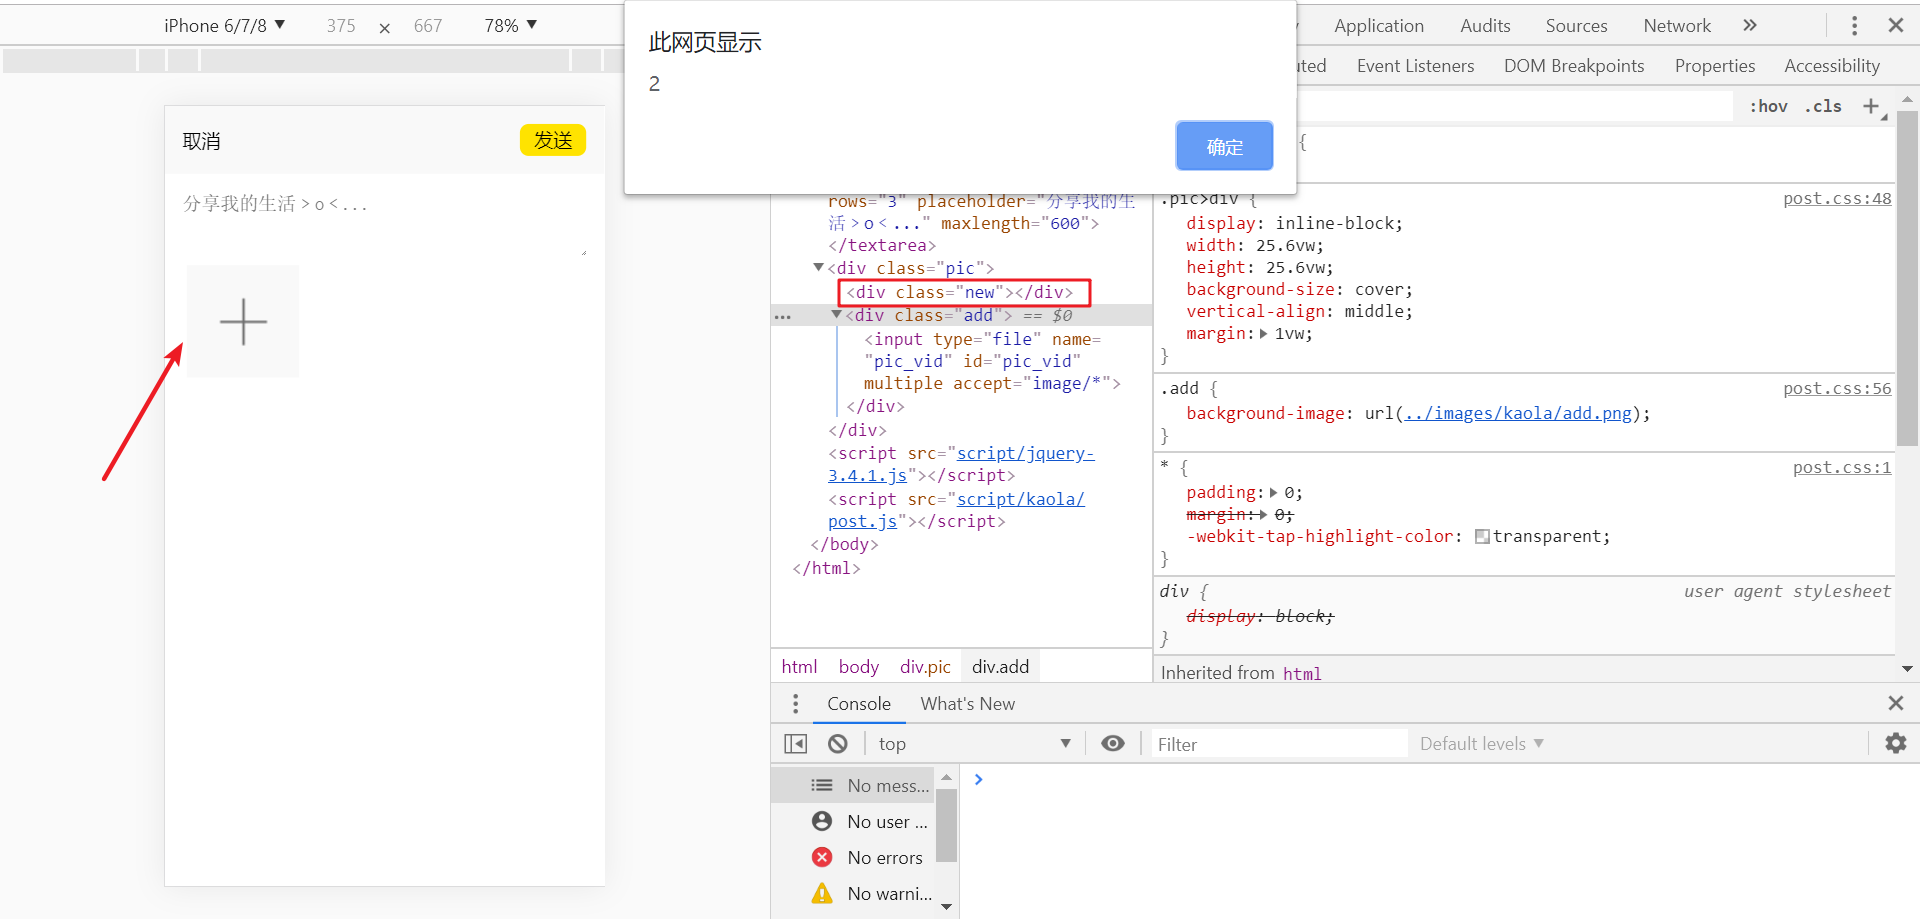 iPhone 6/7/8 ▼ 375 × 667 78% ▼
此网页显示
2
确定
Application Audits Sources Network »
Event Listeners DOM Breakpoints Properties Accessibility
:hov .cls +
取消 发送
分享我的生活>o<...
rows="3" placeholder="分享我的生
活>o<..." maxlength="600">
</textarea>
▼<div class="pic">
<div class="new"></div>
... ▼<div class="add"> == $0
<input type="file" name=
"pic_vid" id="pic_vid"
multiple accept="image/*">
</div>
</div>
<script src="script/jquery-
3.4.1.js"></script>
<script src="script/kaola/
post.js"></script>
</body>
</html>
html body div.pic div.add
{
.pic>div { post.css:48
display: inline-block;
width: 25.6vw;
height: 25.6vw;
background-size: cover;
vertical-align: middle;
margin:▶ 1vw;
}
.add { post.css:56
background-image: url(../images/kaola/add.png);
}
* { post.css:1
padding:▶ 0;
margin:▶ 0;
-webkit-tap-highlight-color: transparent;
}
div { user agent stylesheet
display: block;
}
Inherited from html
Console What's New
top ▼ Filter Default levels ▼
No mess...
No user ...
No errors
No warni...